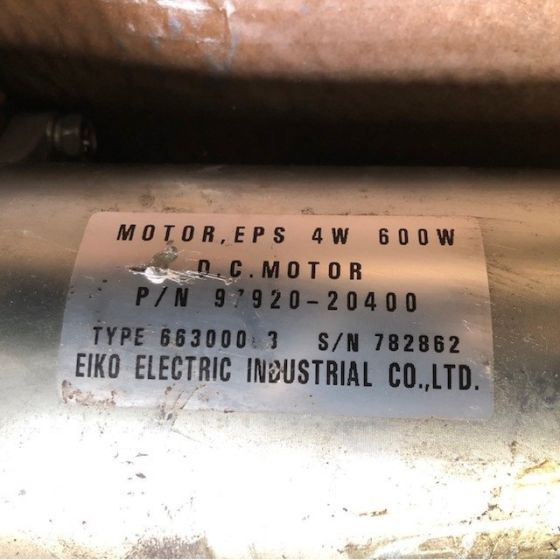 MOTOR, EPS 4W 600W
D.C. MOTOR
P/N 97920-20400
TYPE 663000 3 S/N 782862
EIKO ELECTRIC INDUSTRIAL CO.,LTD.